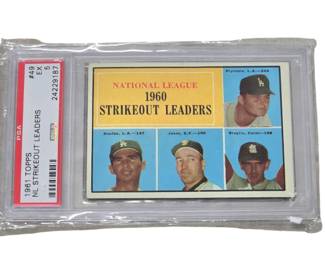 1961 TOPPS
NL STRIKEOUT LEADERS
#49
EX 5
24229187
PSA
NATIONAL LEAGUE
1960
STRIKEOUT LEADERS